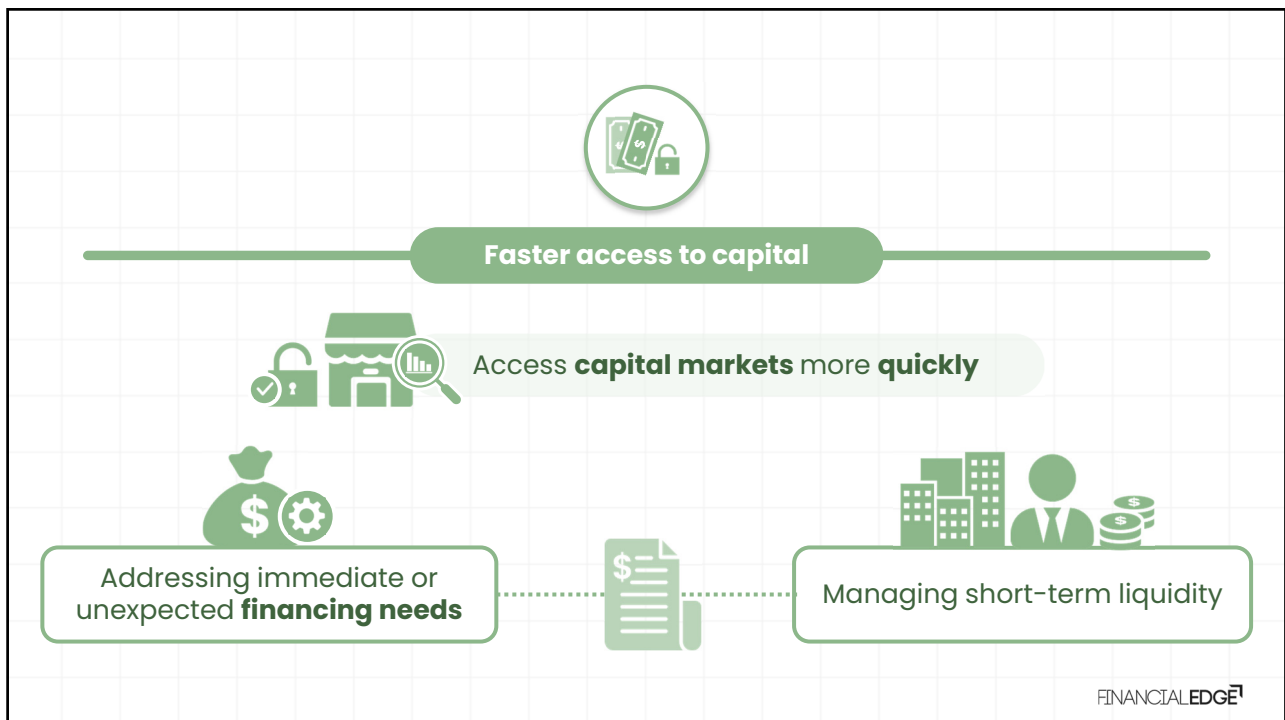 Faster access to capital
Access capital markets more quickly
$
$
$
$
Addressing immediate or
unexpected financing needs
Managing short-term liquidity
FINANCIALEDGE